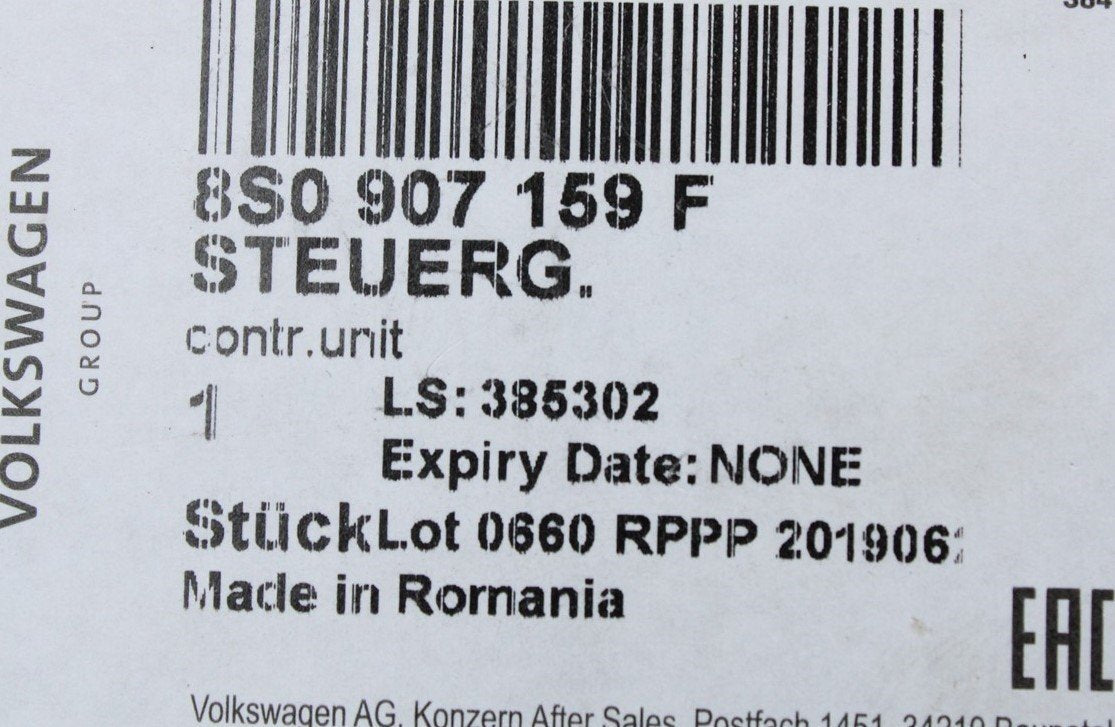 VOLKSWAGEN
GROUP
8S0 907 159 F
STEUERG.
contr.unit
1 LS: 385302
Expiry Date: NONE
Stück Lot 0660 RPPP 201906
Made in Romania
EAC
Volkswagen AG, Konzern After Sales, Postfach 1451, 34219